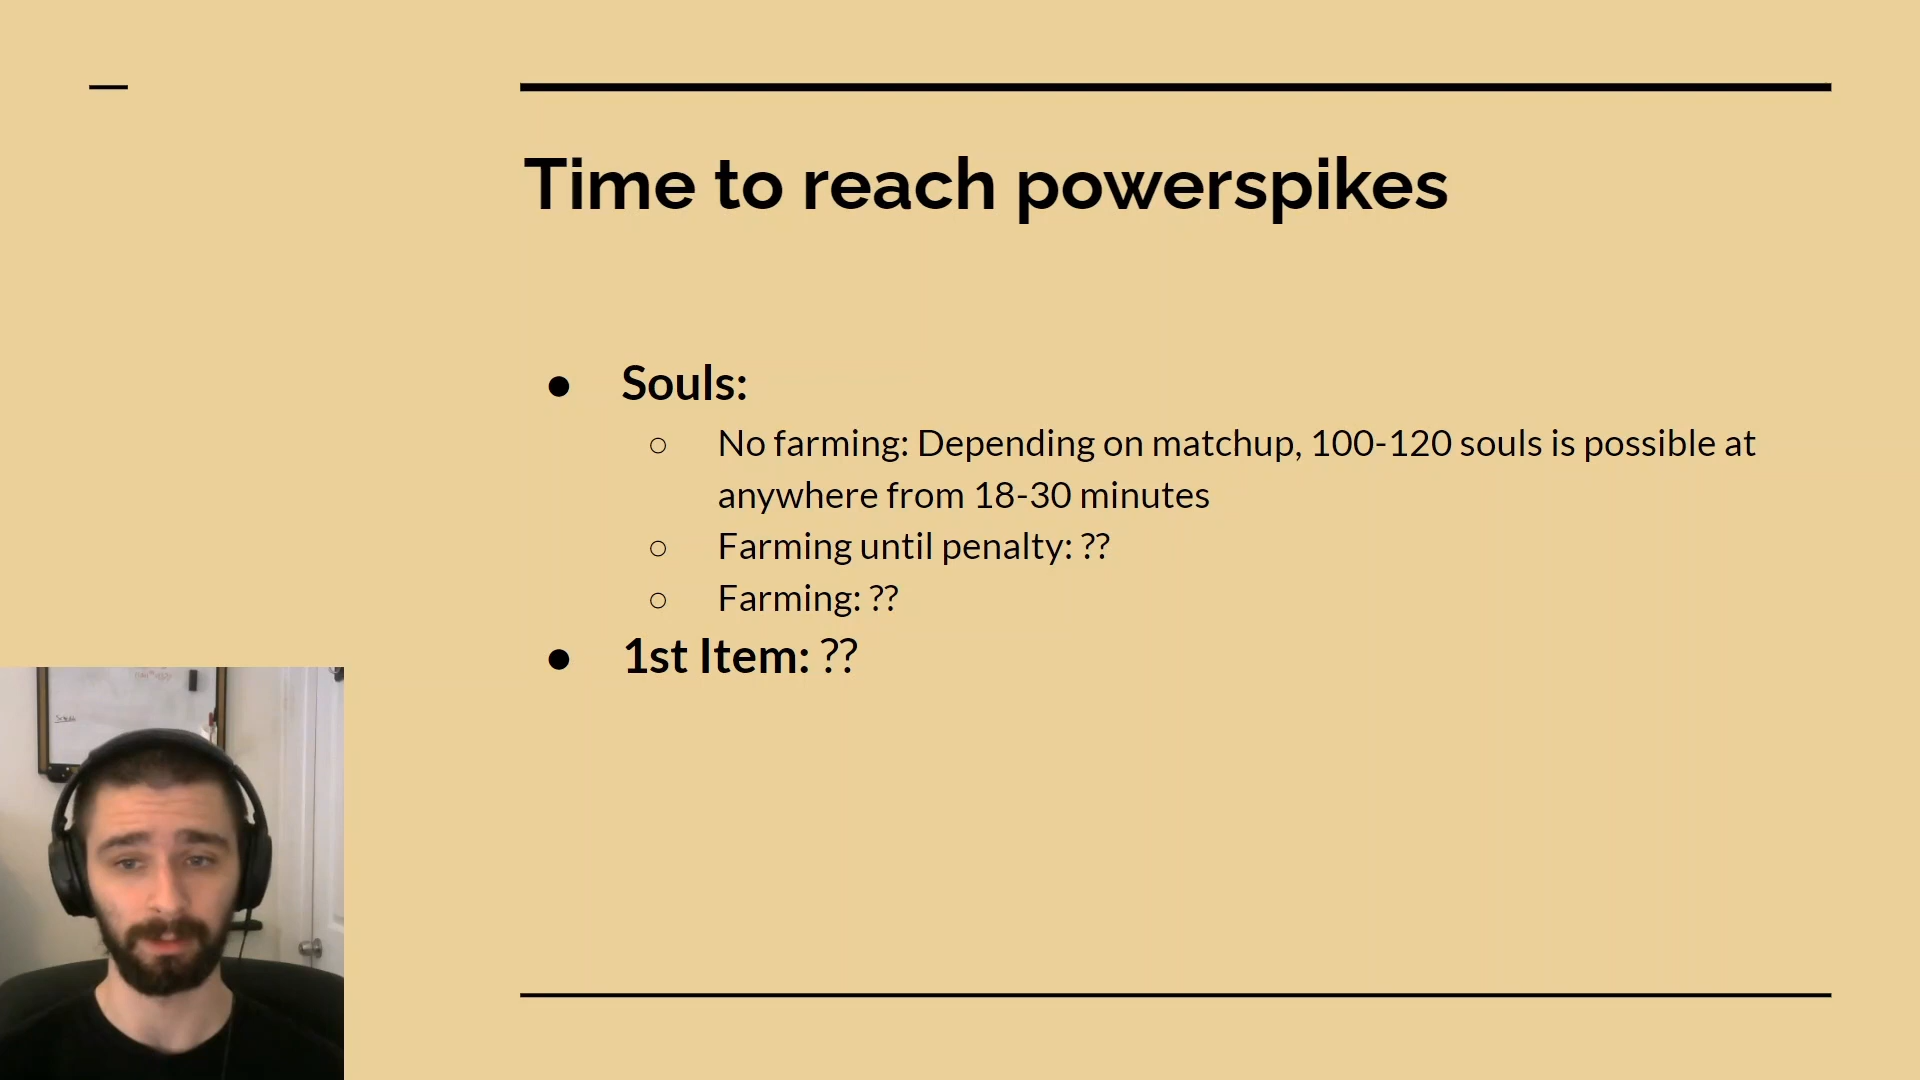 Time to reach powerspikes
● Souls:
○ No farming: Depending on matchup, 100-120 souls is possible at
anywhere from 18-30 minutes
○ Farming until penalty: ??
○ Farming: ??
● 1st Item: ??